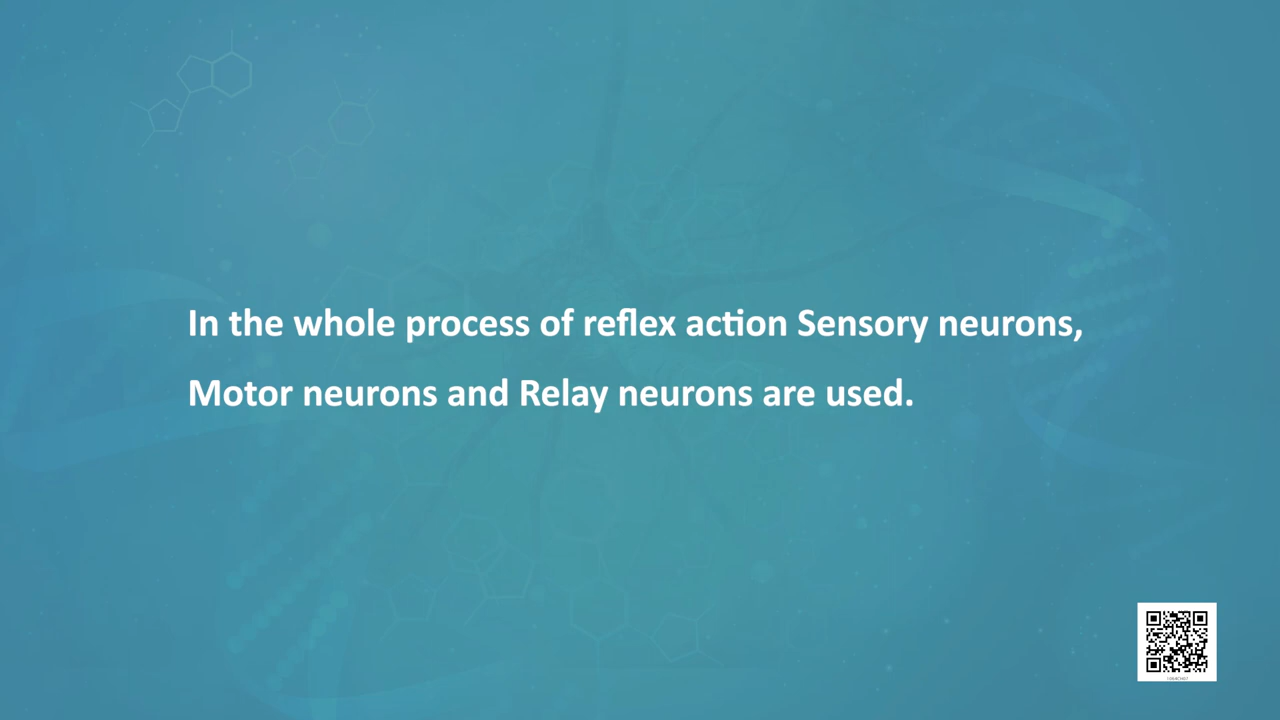 In the whole process of reflex action Sensory neurons,
Motor neurons and Relay neurons are used.